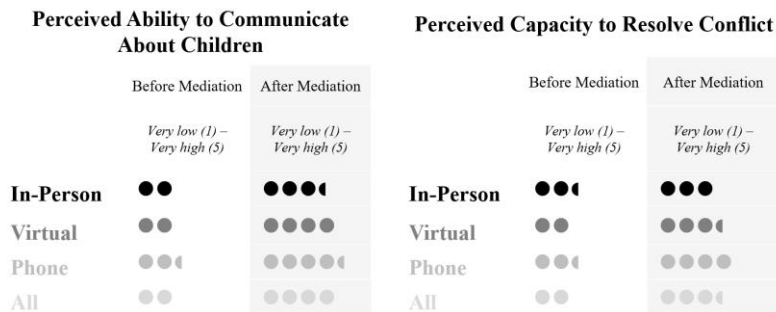 Perceived Ability to Communicate
About Children
Before Mediation
After Mediation
Very low (1) –
Very high (5)
Very low (1) –
Very high (5)
In-Person
Virtual
Phone
All
Perceived Capacity to Resolve Conflict
Before Mediation
After Mediation
Very low (1) –
Very high (5)
Very low (1) –
Very high (5)
In-Person
Virtual
Phone
All